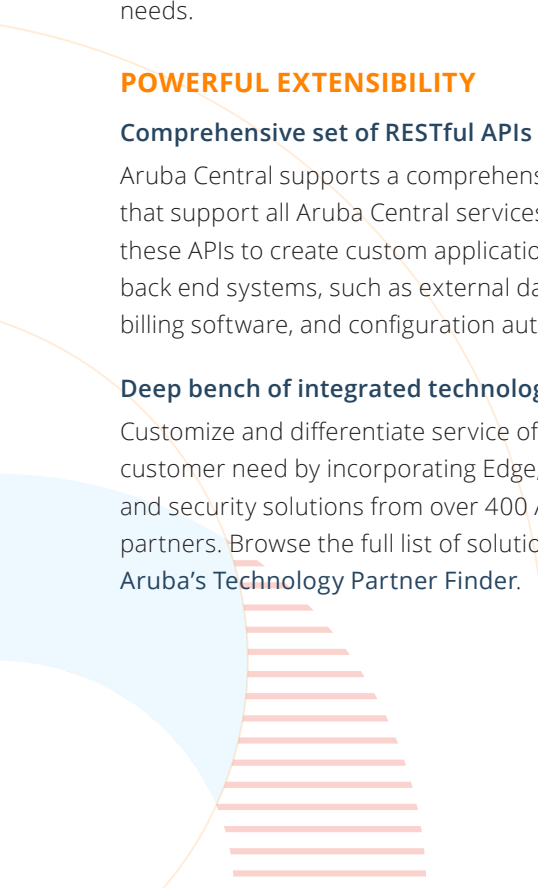 needs.
POWERFUL EXTENSIBILITY
Comprehensive set of RESTful APIs
Aruba Central supports a comprehens
that support all Aruba Central services
these APIs to create custom applicatio
back end systems, such as external da
billing software, and configuration aut
Deep bench of integrated technolog
Customize and differentiate service of
customer need by incorporating Edge,
and security solutions from over 400 A
partners. Browse the full list of solutio
Aruba’s Technology Partner Finder.